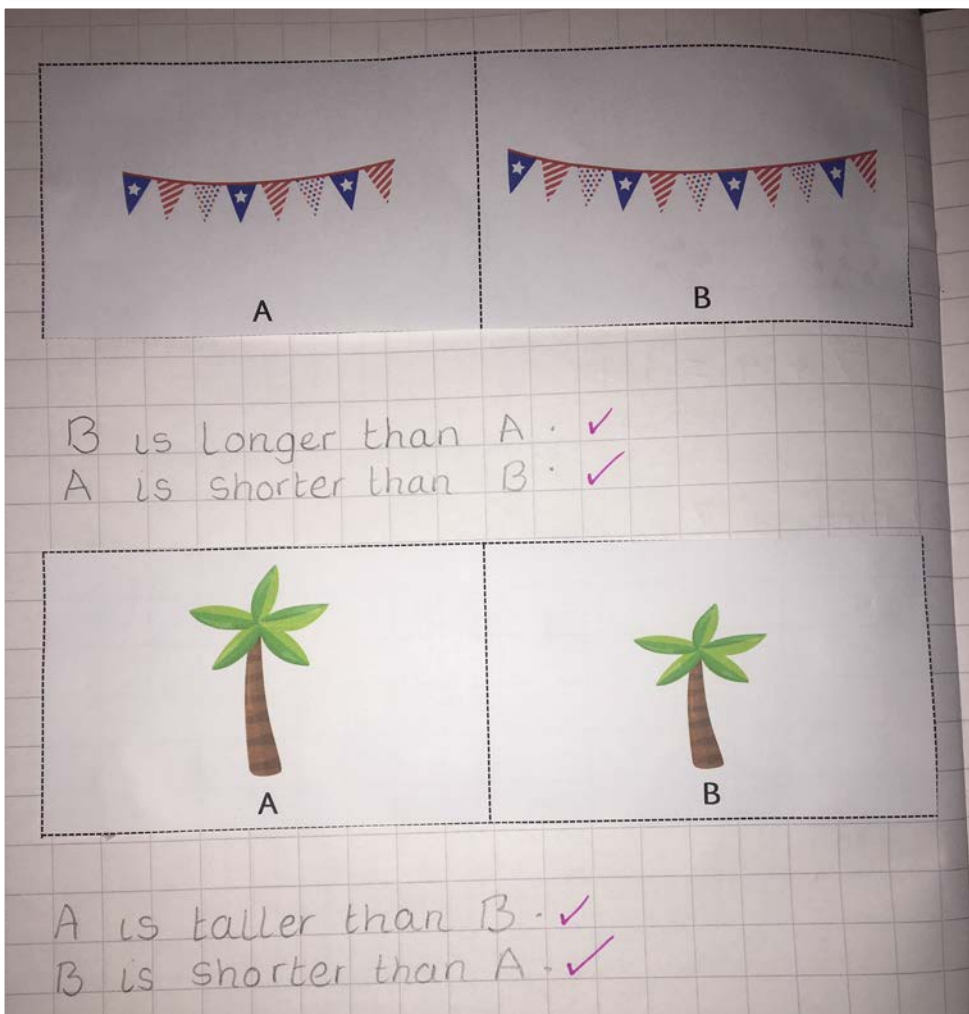 A
B
B is Longer than A.
A is shorter than B.
A
B
A is taller than B.
B is shorter than A.